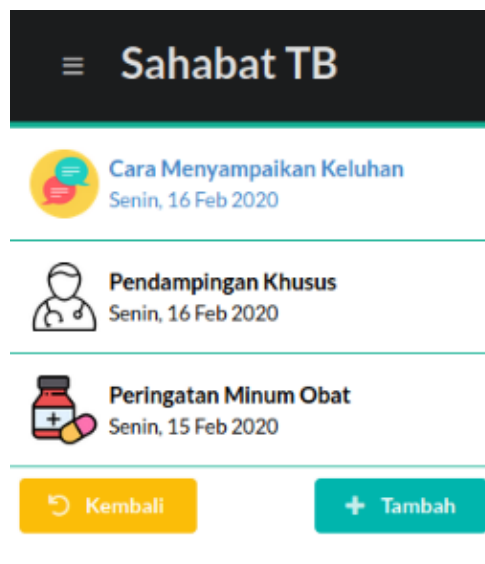 Sahabat TB
Cara Menyampaikan Keluhan
Senin, 16 Feb 2020
Pendampingan Khusus
Senin, 16 Feb 2020
Peringatan Minum Obat
Senin, 15 Feb 2020
Kembali
Tambah